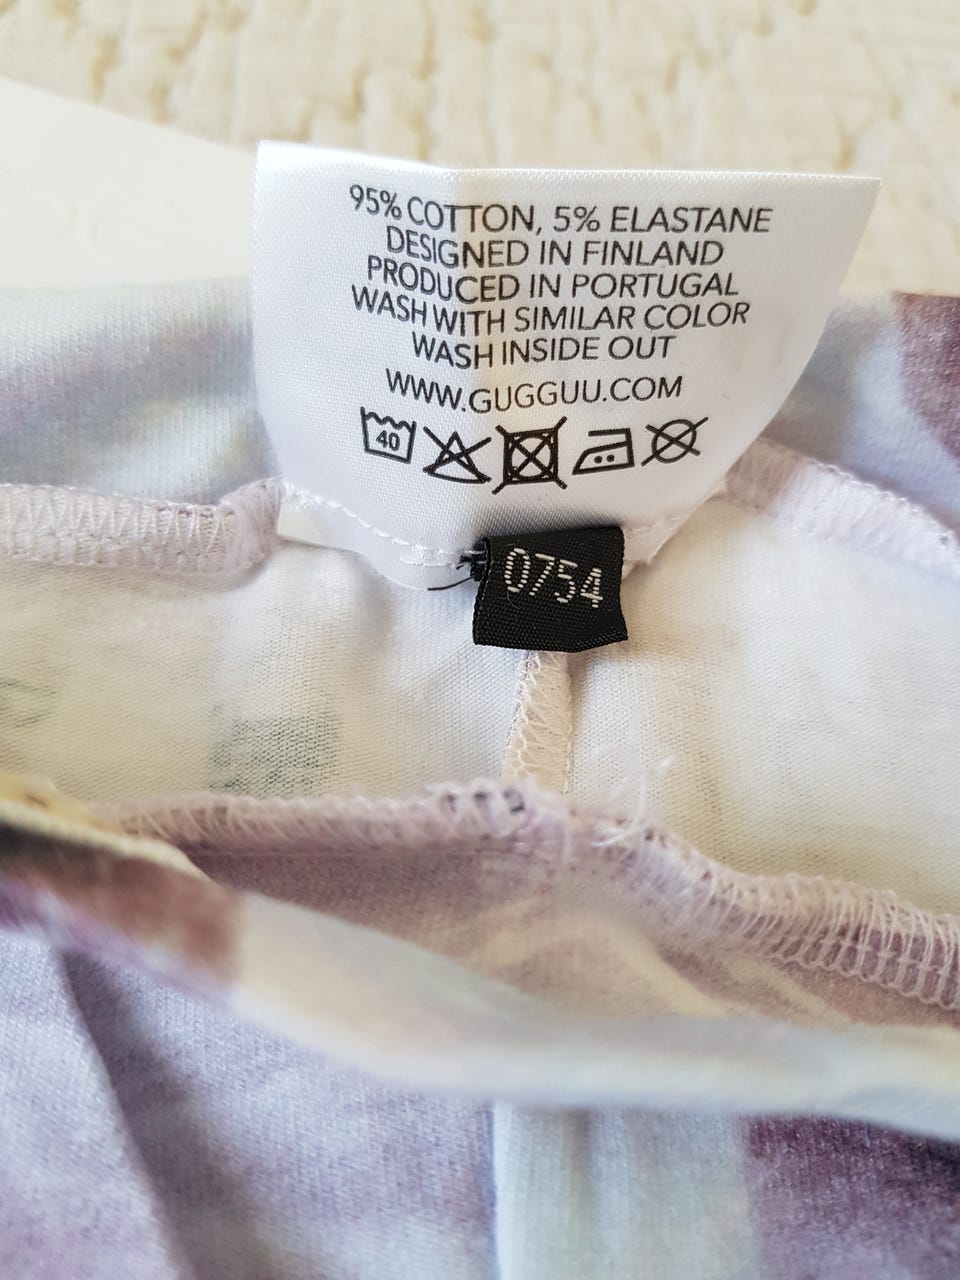 95% COTTON, 5% ELASTANE
DESIGNED IN FINLAND
PRODUCED IN PORTUGAL
WASH WITH SIMILAR COLOR
WASH INSIDE OUT
WWW.GUGGUU.COM
40
0754